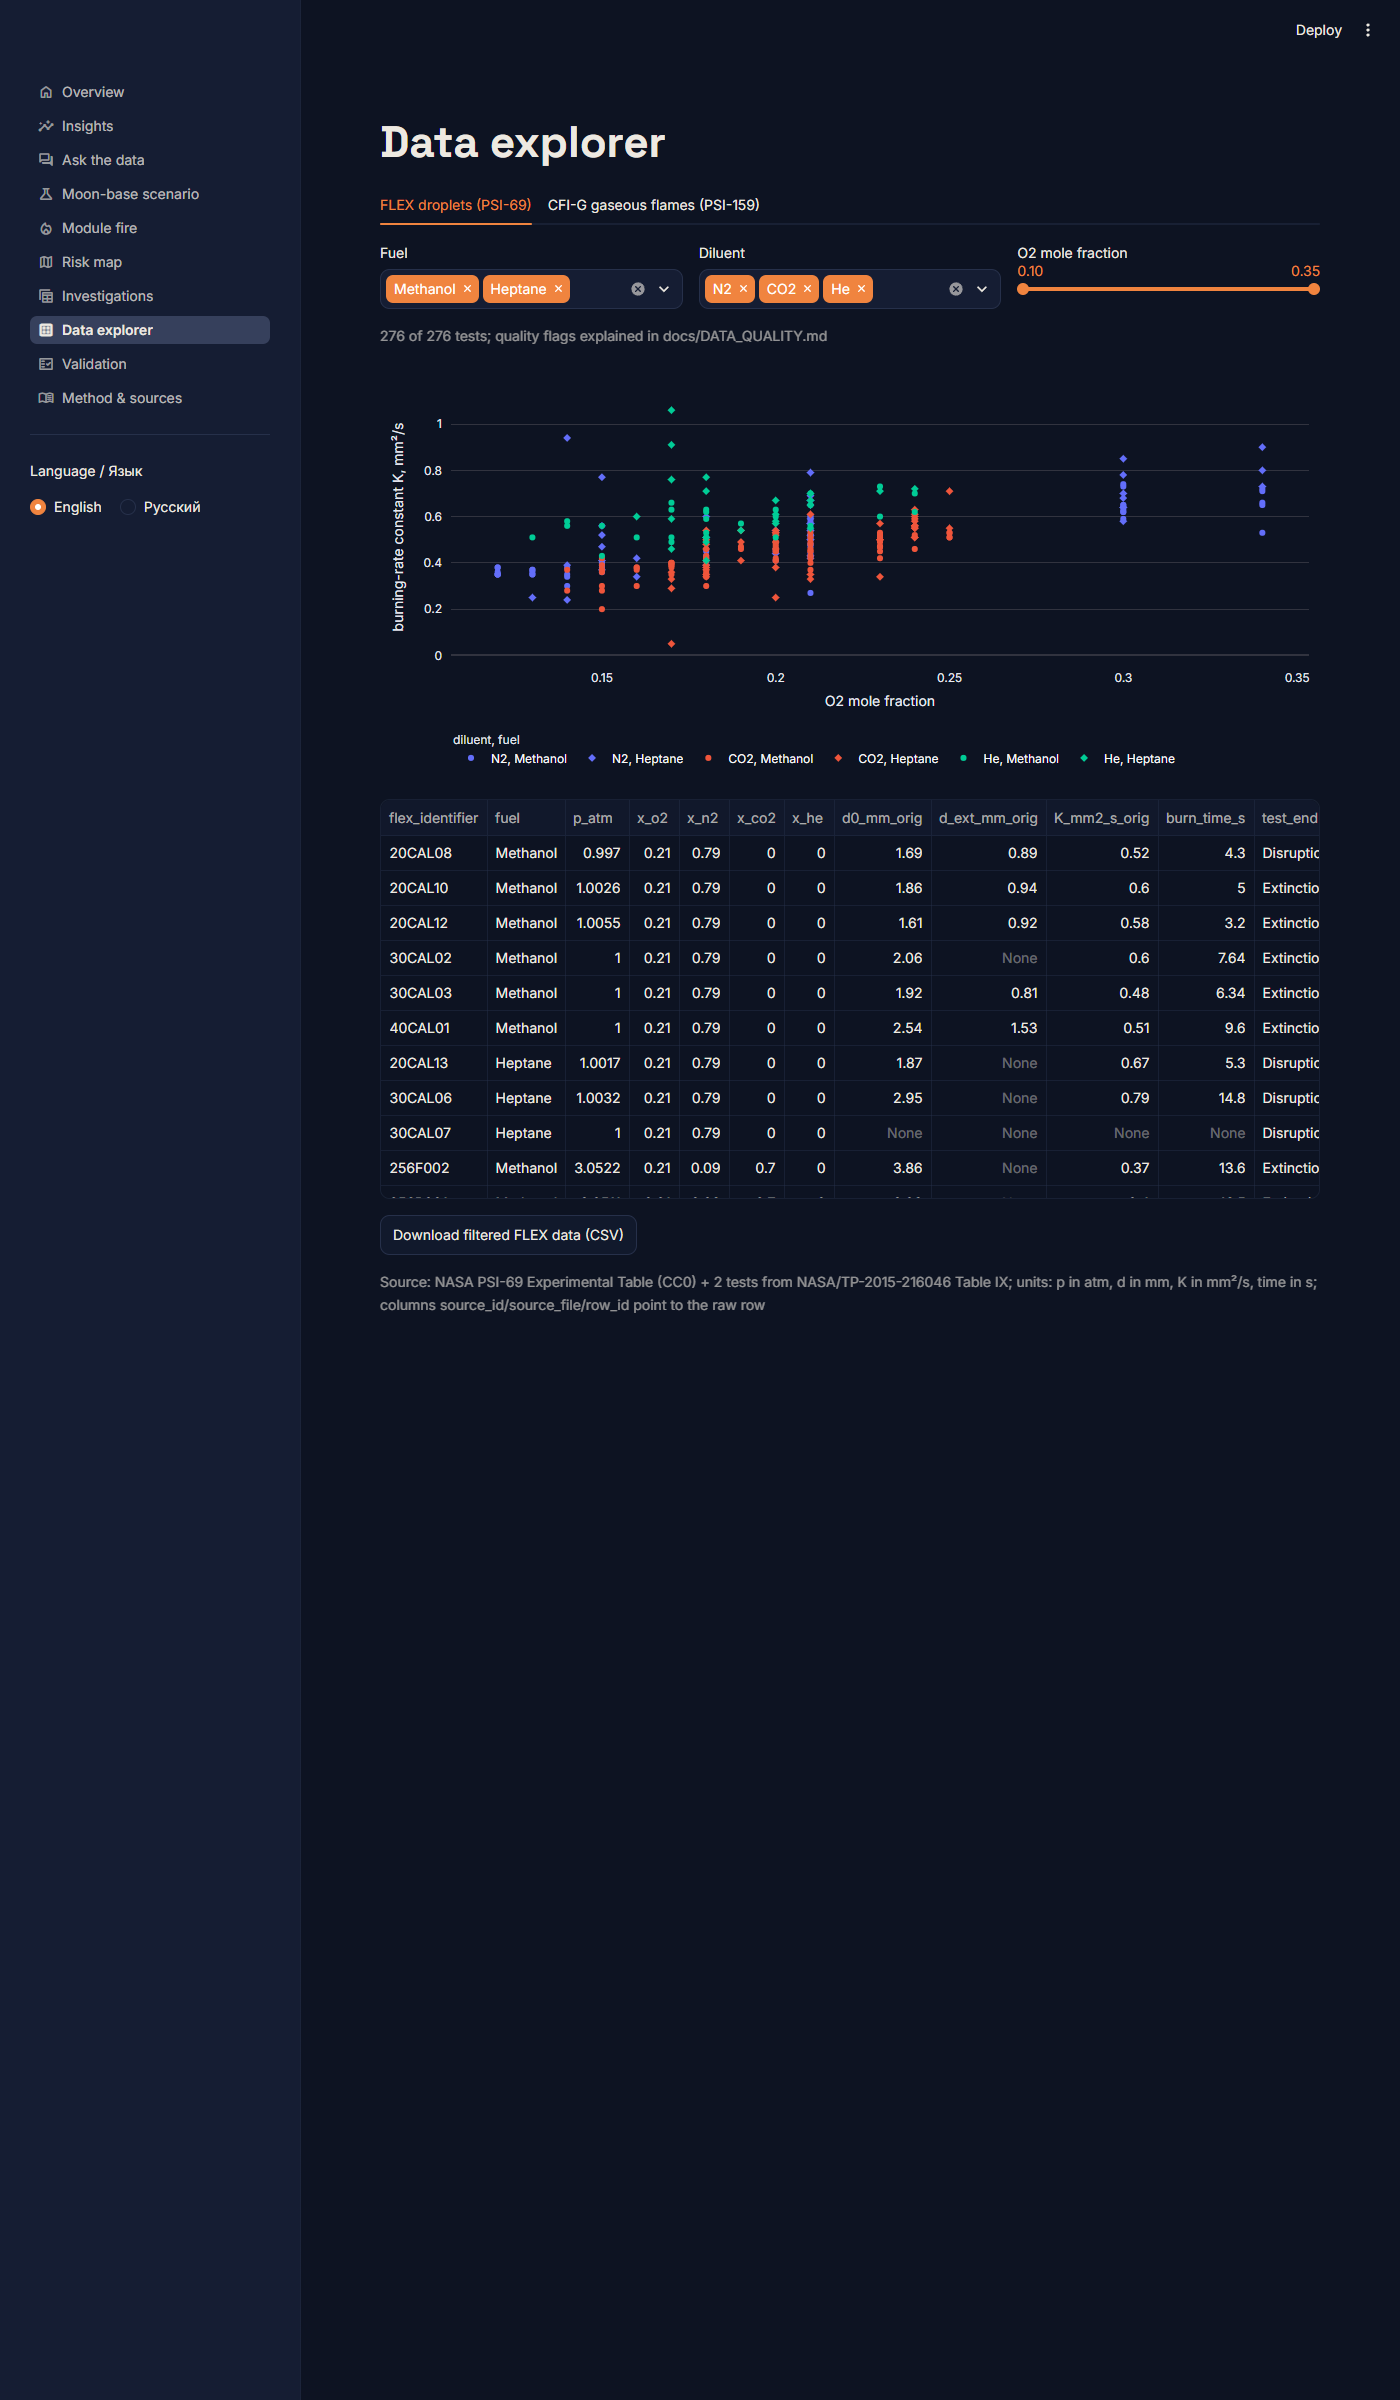 Deploy
Overview
Insights
Ask the data
Moon-base scenario
Module fire
Risk map
Investigations
Data explorer
Validation
Method & sources
Language / Язык
English Русский
Data explorer
FLEX droplets (PSI-69) CFI-G gaseous flames (PSI-159)
Fuel Diluent O2 mole fraction
0.10 0.35
Methanol Heptane N2 CO2 He
276 of 276 tests; quality flags explained in docs/DATA_QUALITY.md
burning-rate constant K, mm²/s
1
0.8
0.6
0.4
0.2
0
0.15 0.2 0.25 0.3 0.35
O2 mole fraction
diluent, fuel
N2, Methanol N2, Heptane CO2, Methanol CO2, Heptane He, Methanol He, Heptane
flex_identifier fuel p_atm x_o2 x_n2 x_co2 x_he d0_mm_orig d_ext_mm_orig K_mm2_s_orig burn_time_s test_end
20CAL08 Methanol 0.997 0.21 0.79 0 0 1.69 0.89 0.52 4.3 Disruptio
20CAL10 Methanol 1.0026 0.21 0.79 0 0 1.86 0.94 0.6 5 Extinctio
20CAL12 Methanol 1.0055 0.21 0.79 0 0 1.61 0.92 0.58 3.2 Extinctio
30CAL02 Methanol 1 0.21 0.79 0 0 2.06 None 0.6 7.64 Extinctio
30CAL03 Methanol 1 0.21 0.79 0 0 1.92 0.81 0.48 6.34 Extinctio
40CAL01 Methanol 1 0.21 0.79 0 0 2.54 1.53 0.51 9.6 Extinctio
20CAL13 Heptane 1.0017 0.21 0.79 0 0 1.87 None 0.67 5.3 Disruptio
30CAL06 Heptane 1.0032 0.21 0.79 0 0 2.95 None 0.79 14.8 Disruptio
30CAL07 Heptane 1 0.21 0.79 0 0 None None None None Disruptio
256F002 Methanol 3.0522 0.21 0.09 0.7 0 3.86 None 0.37 13.6 Extinctio
Download filtered FLEX data (CSV)
Source: NASA PSI-69 Experimental Table (CC0) + 2 tests from NASA/TP-2015-216046 Table IX; units: p in atm, d in mm, K in mm²/s, time in s;
columns source_id/source_file/row_id point to the raw row